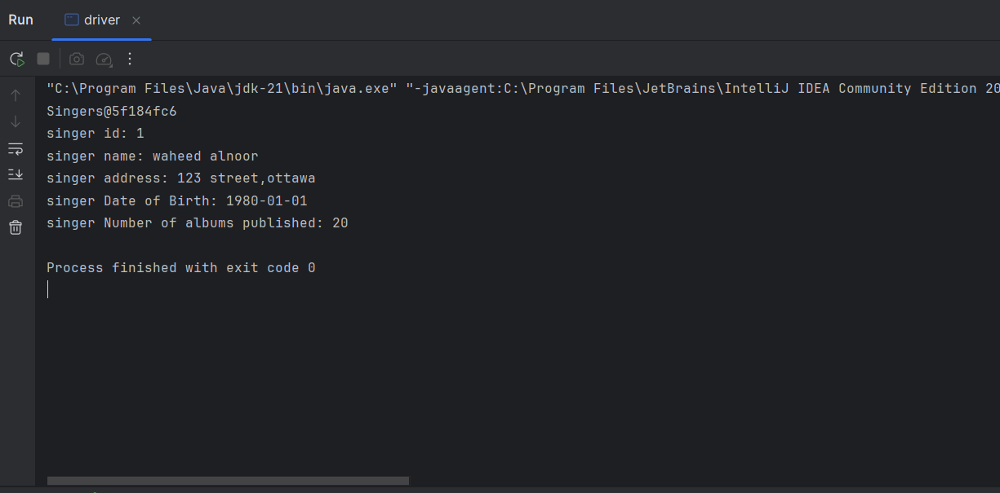 Run driver
"C:\Program Files\Java\jdk-21\bin\java.exe" "-javaagent:C:\Program Files\JetBrains\IntelliJ IDEA Community Edition 20
Singers@5f184fc6
singer id: 1
singer name: waheed alnoor
singer address: 123 street,ottawa
singer Date of Birth: 1980-01-01
singer Number of albums published: 20
Process finished with exit code 0